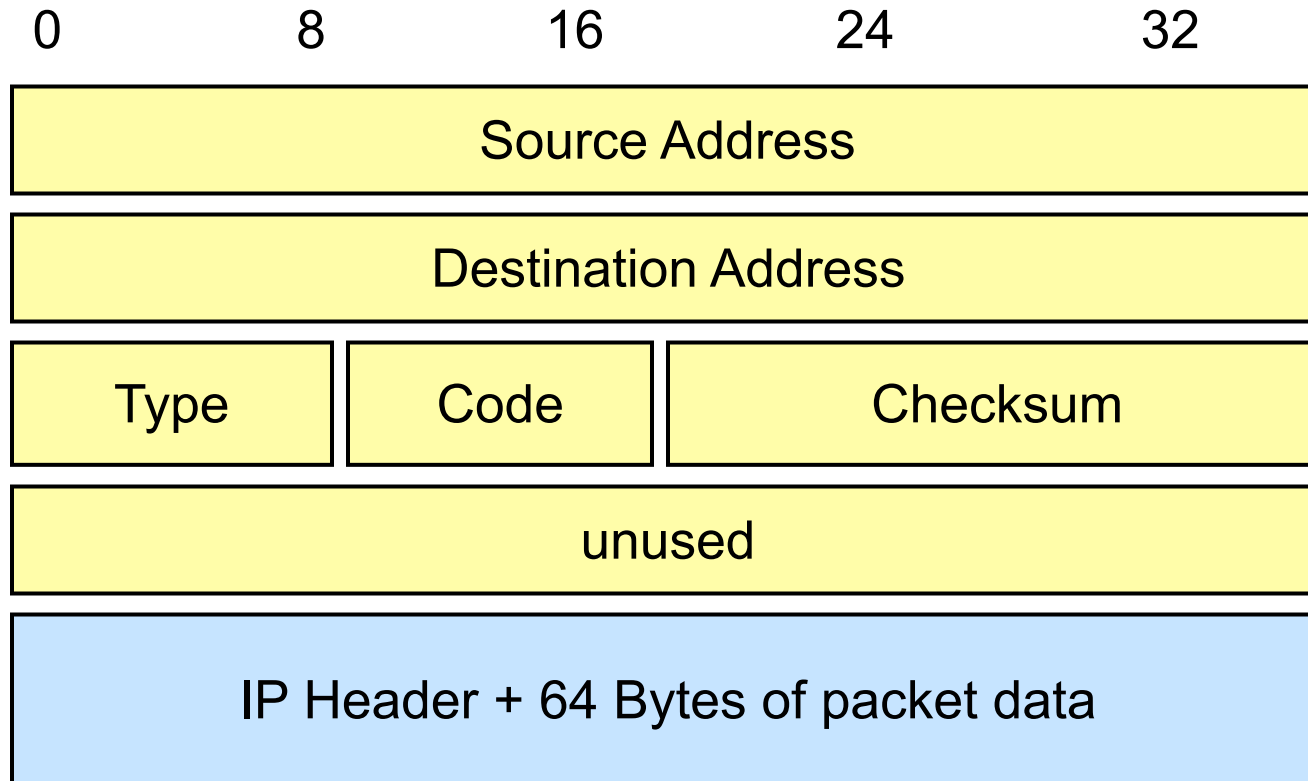 0 8 16 24 32
Source Address
Destination Address
Type Code Checksum
unused
IP Header + 64 Bytes of packet data